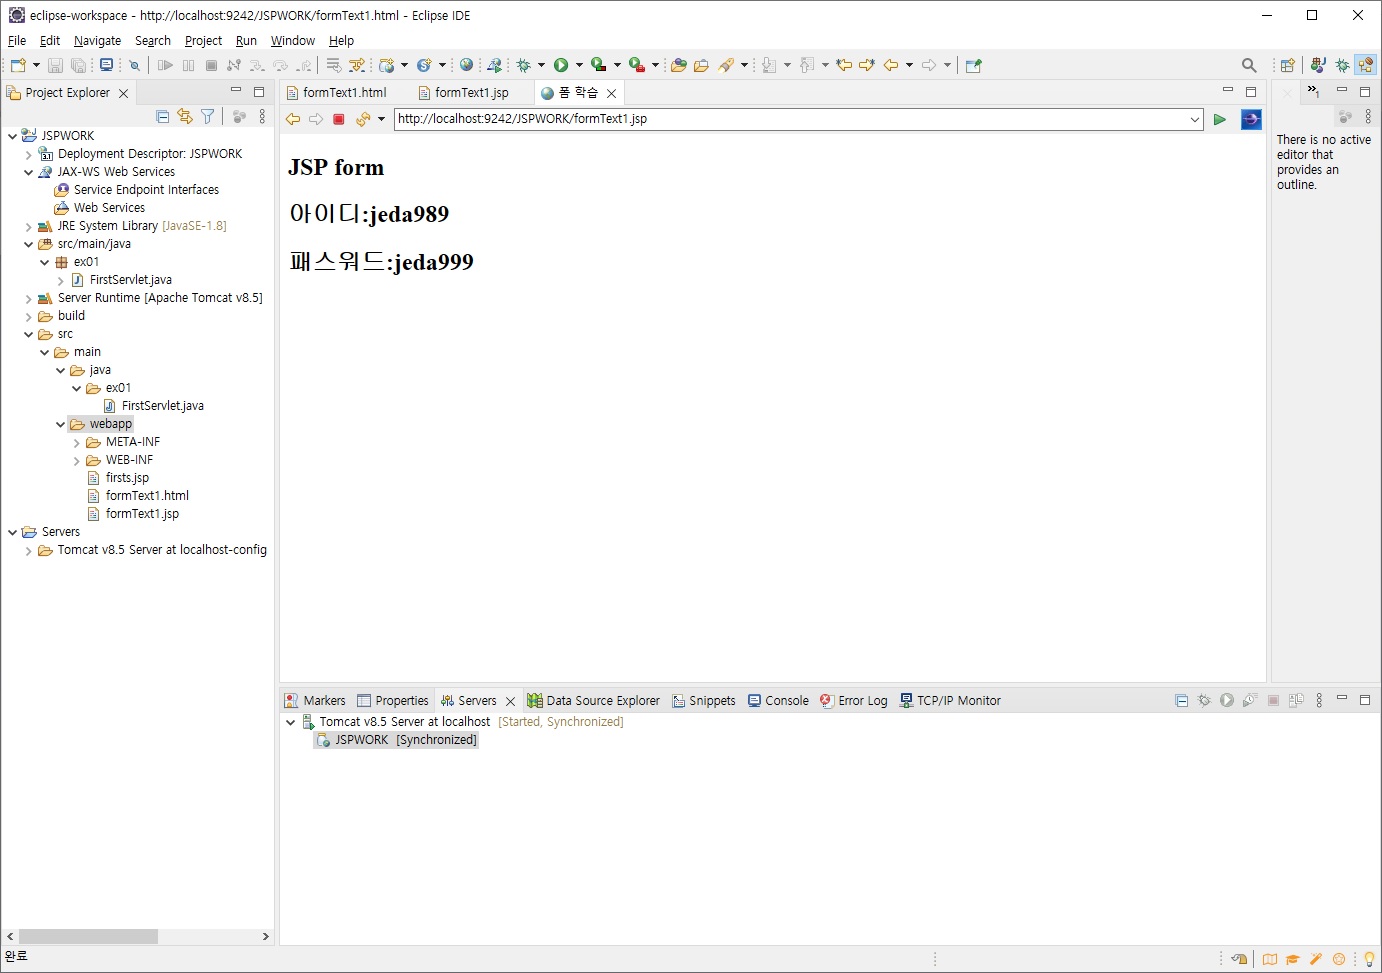 eclipse-workspace - http://localhost:9242/JSPWORK/formText1.html - Eclipse IDE
File Edit Navigate Search Project Run Window Help
Project Explorer
JSPWORK
Deployment Descriptor: JSPWORK
JAX-WS Web Services
Service Endpoint Interfaces
Web Services
JRE System Library [JavaSE-1.8]
src/main/java
ex01
FirstServlet.java
Server Runtime [Apache Tomcat v8.5]
build
src
main
java
ex01
FirstServlet.java
webapp
META-INF
WEB-INF
firsts.jsp
formText1.html
formText1.jsp
Servers
Tomcat v8.5 Server at localhost-config
formText1.html formText1.jsp 폼 학습
http://localhost:9242/JSPWORK/formText1.jsp
JSP form
아이디:jeda989
패스워드:jeda999
»1
There is no active
editor that
provides an
outline.
Markers Properties Servers Data Source Explorer Snippets Console Error Log TCP/IP Monitor
Tomcat v8.5 Server at localhost [Started, Synchronized]
JSPWORK [Synchronized]
완료